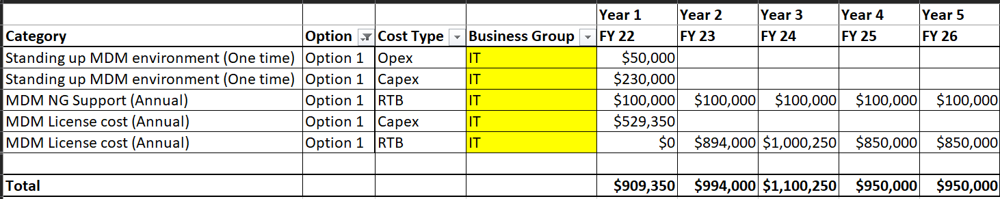 Year 1 Year 2 Year 3 Year 4 Year 5
Category Option Cost Type Business Group FY 22 FY 23 FY 24 FY 25 FY 26
Standing up MDM environment (One time) Option 1 Opex IT $50,000
Standing up MDM environment (One time) Option 1 Capex IT $230,000
MDM NG Support (Annual) Option 1 RTB IT $100,000 $100,000 $100,000 $100,000 $100,000
MDM License cost (Annual) Option 1 Capex IT $529,350
MDM License cost (Annual) Option 1 RTB IT $0 $894,000 $1,000,250 $850,000 $850,000
Total $909,350 $994,000 $1,100,250 $950,000 $950,000